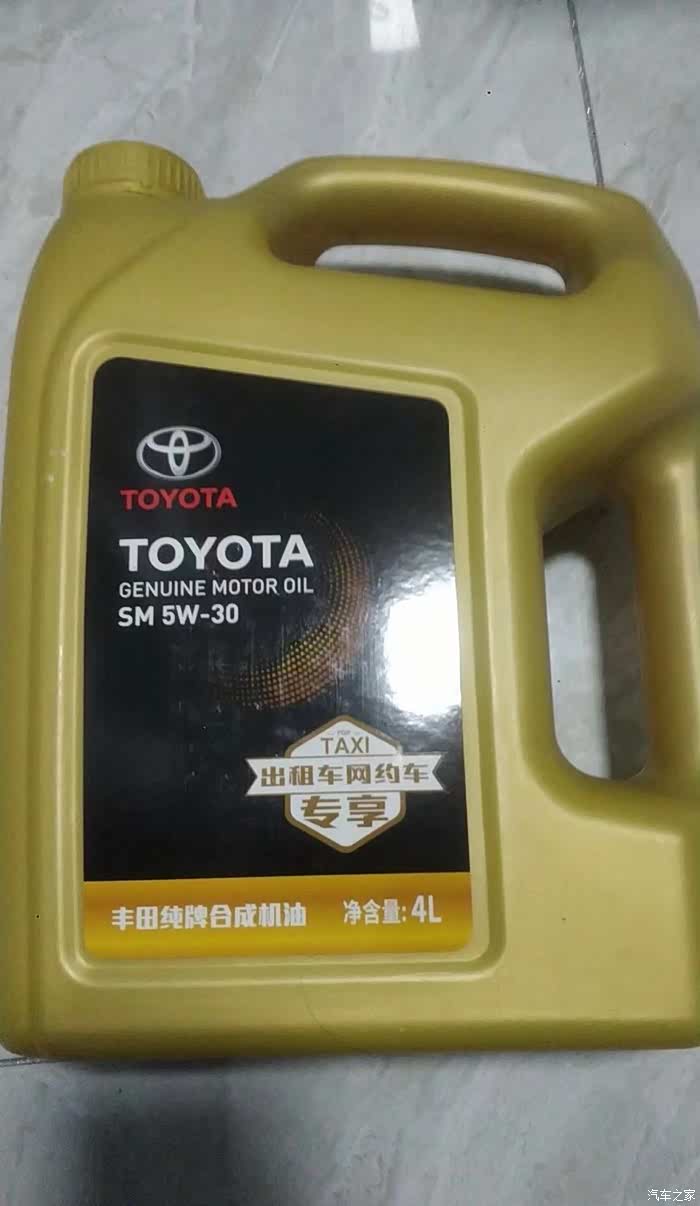 TOYOTA
TOYOTA
GENUINE MOTOR OIL
SM 5W-30
FOR
TAXI
出租车网约车
专享
丰田纯牌合成机油 净含量:4L
汽车之家